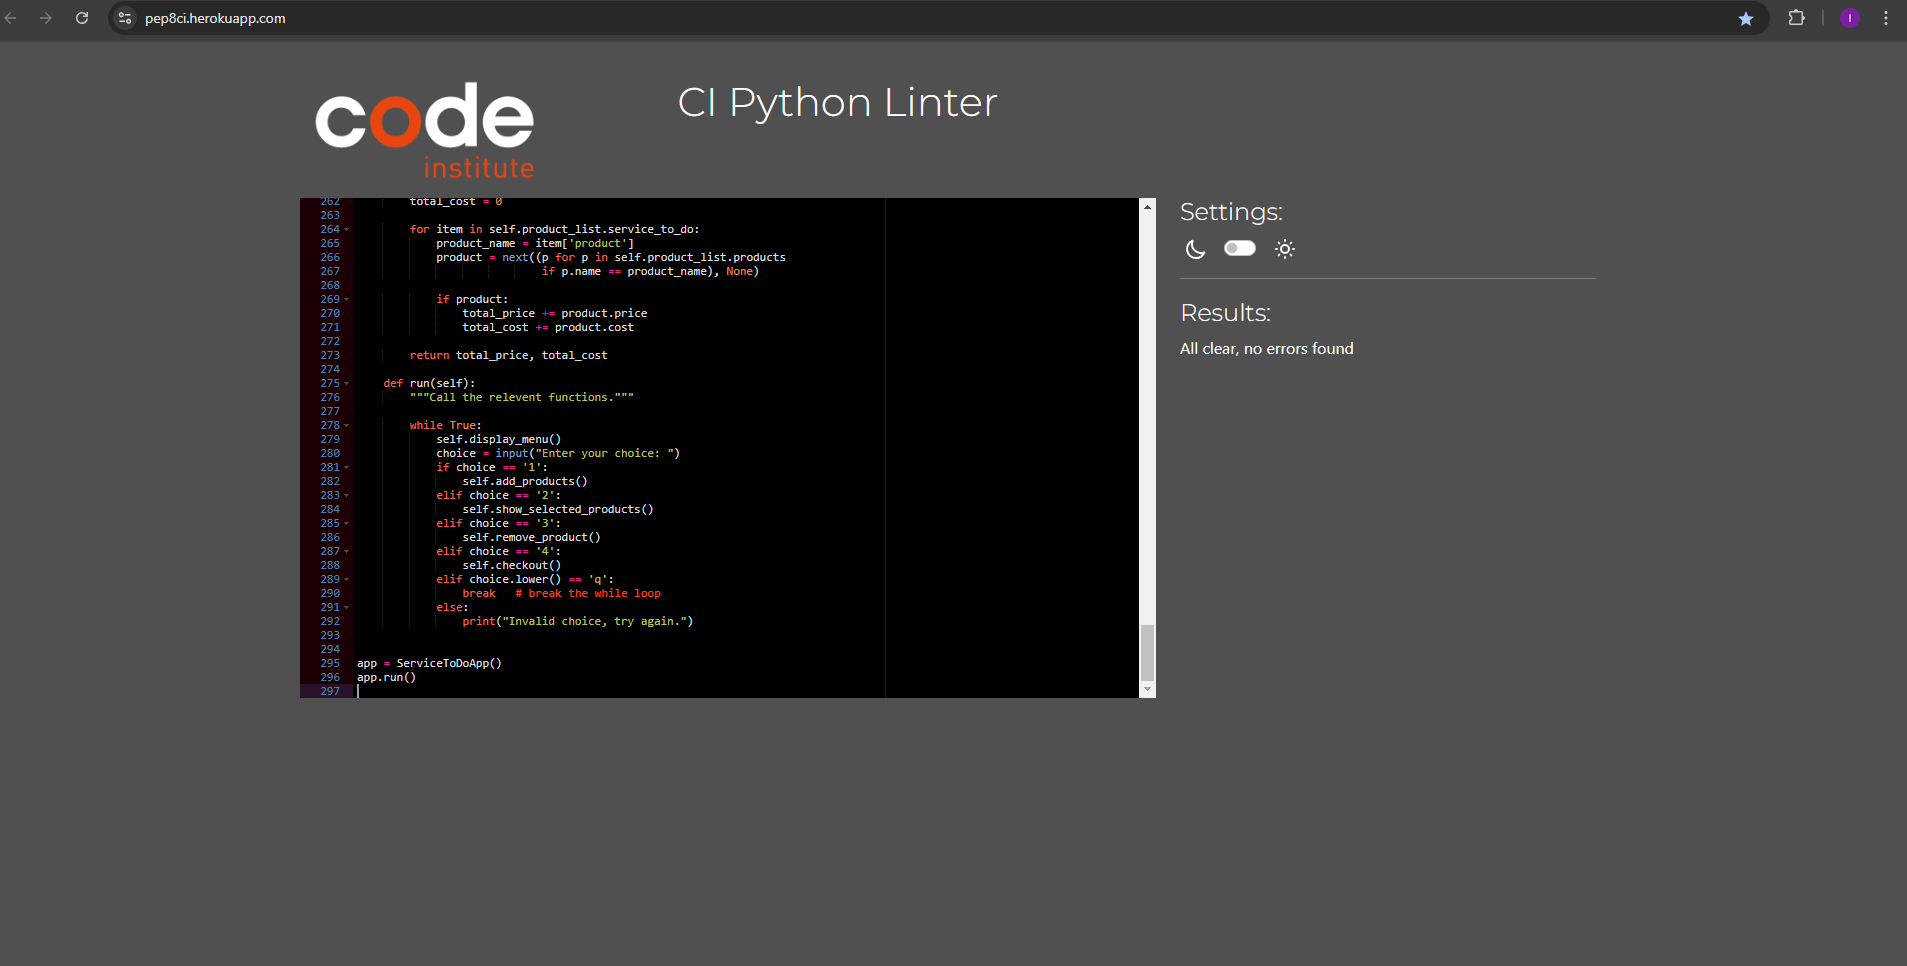 pep8ci.herokuapp.com
I
code
institute
CI Python Linter
262 total_cost = 0
263
264 for item in self.product_list.service_to_do:
265 product_name = item['product']
266 product = next((p for p in self.product_list.products
267 if p.name == product_name), None)
268
269 if product:
270 total_price += product.price
271 total_cost += product.cost
272
273 return total_price, total_cost
274
275 def run(self):
276 """Call the relevent functions."""
277
278 while True:
279 self.display_menu()
280 choice = input("Enter your choice: ")
281 if choice == '1':
282 self.add_products()
283 elif choice == '2':
284 self.show_selected_products()
285 elif choice == '3':
286 self.remove_product()
287 elif choice == '4':
288 self.checkout()
289 elif choice.lower() == 'q':
290 break   # break the while loop
291 else:
292 print("Invalid choice, try again.")
293
294
295 app = ServiceToDoApp()
296 app.run()
297
Settings:
Results:
All clear, no errors found